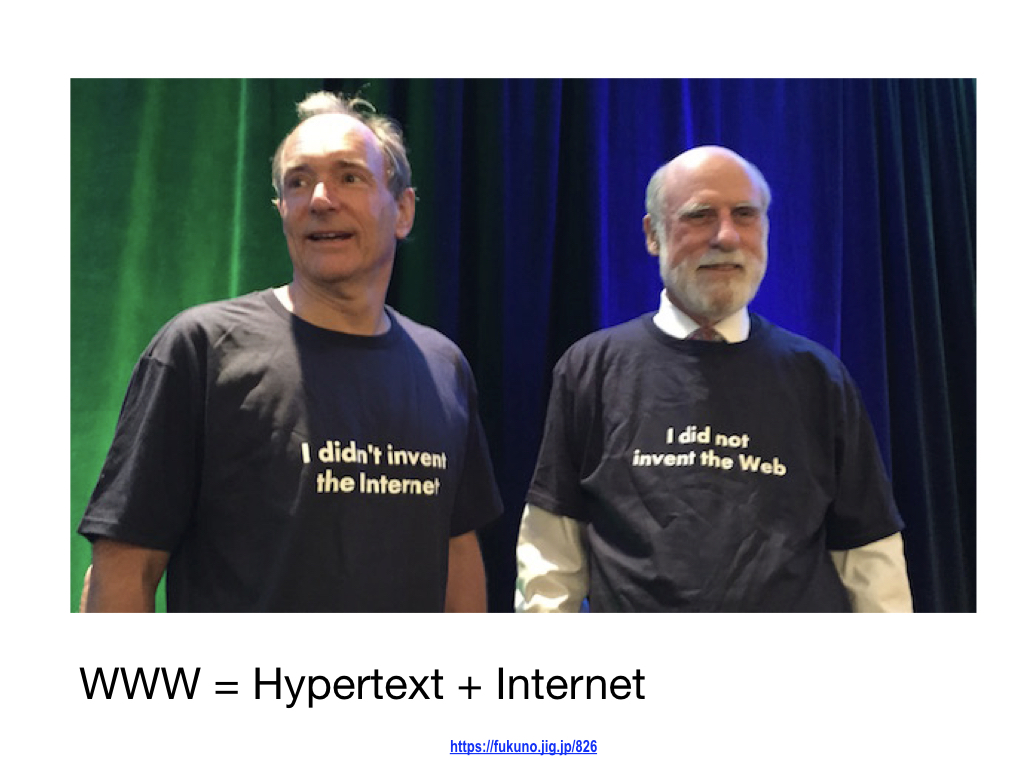 I didn't invent
the Internet
I did not
invent the Web
WWW = Hypertext + Internet
https://fukuno.jig.jp/826